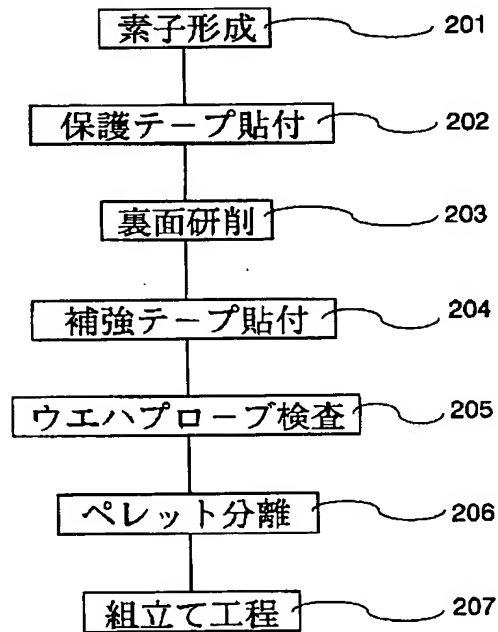 素子形成 201
保護テープ貼付 202
裏面研削 203
補強テープ貼付 204
ウエハプローブ検査 205
ペレット分離 206
組立て工程 207